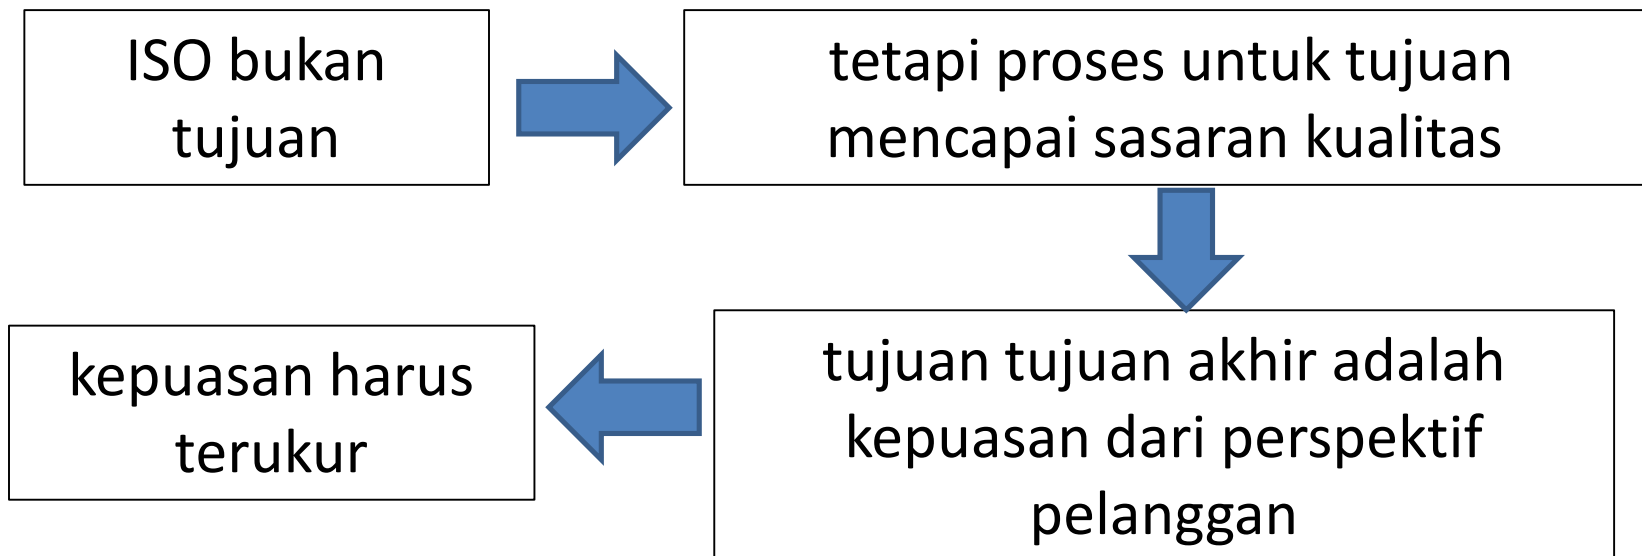 ISO bukan
tujuan
tetapi proses untuk tujuan
mencapai sasaran kualitas
tujuan tujuan akhir adalah
kepuasan dari perspektif
pelanggan
kepuasan harus
terukur